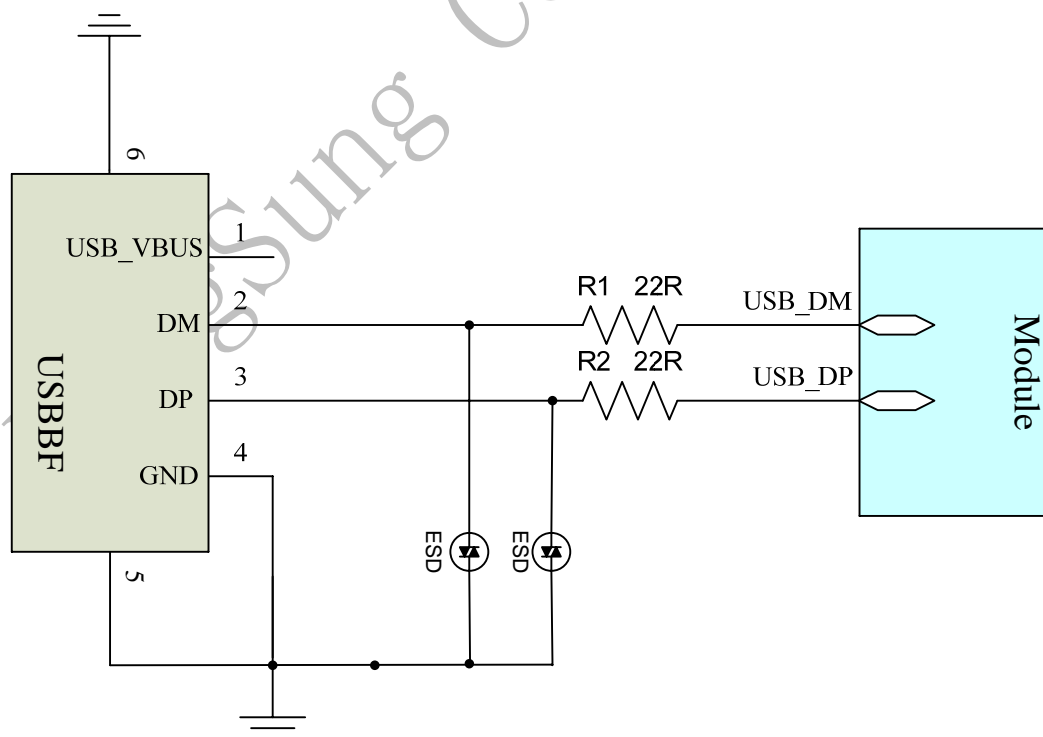 6
USB_VBUS 1
DM 2
DP 3
GND 4
USBBF
5
R1 22R
R2 22R
USB_DM
USB_DP
Module
ESD
ESD
gSung